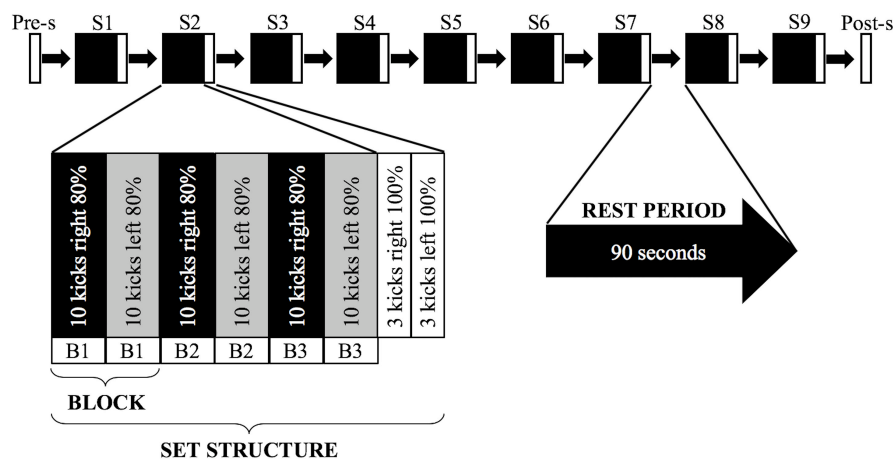 Pre-s S1 S2 S3 S4 S5 S6 S7 S8 S9 Post-s
10 kicks right 80%
10 kicks left 80%
10 kicks right 80%
10 kicks left 80%
10 kicks right 80%
10 kicks left 80%
3 kicks right 100%
3 kicks left 100%
B1 B1 B2 B2 B3 B3
BLOCK
SET STRUCTURE
REST PERIOD
90 seconds